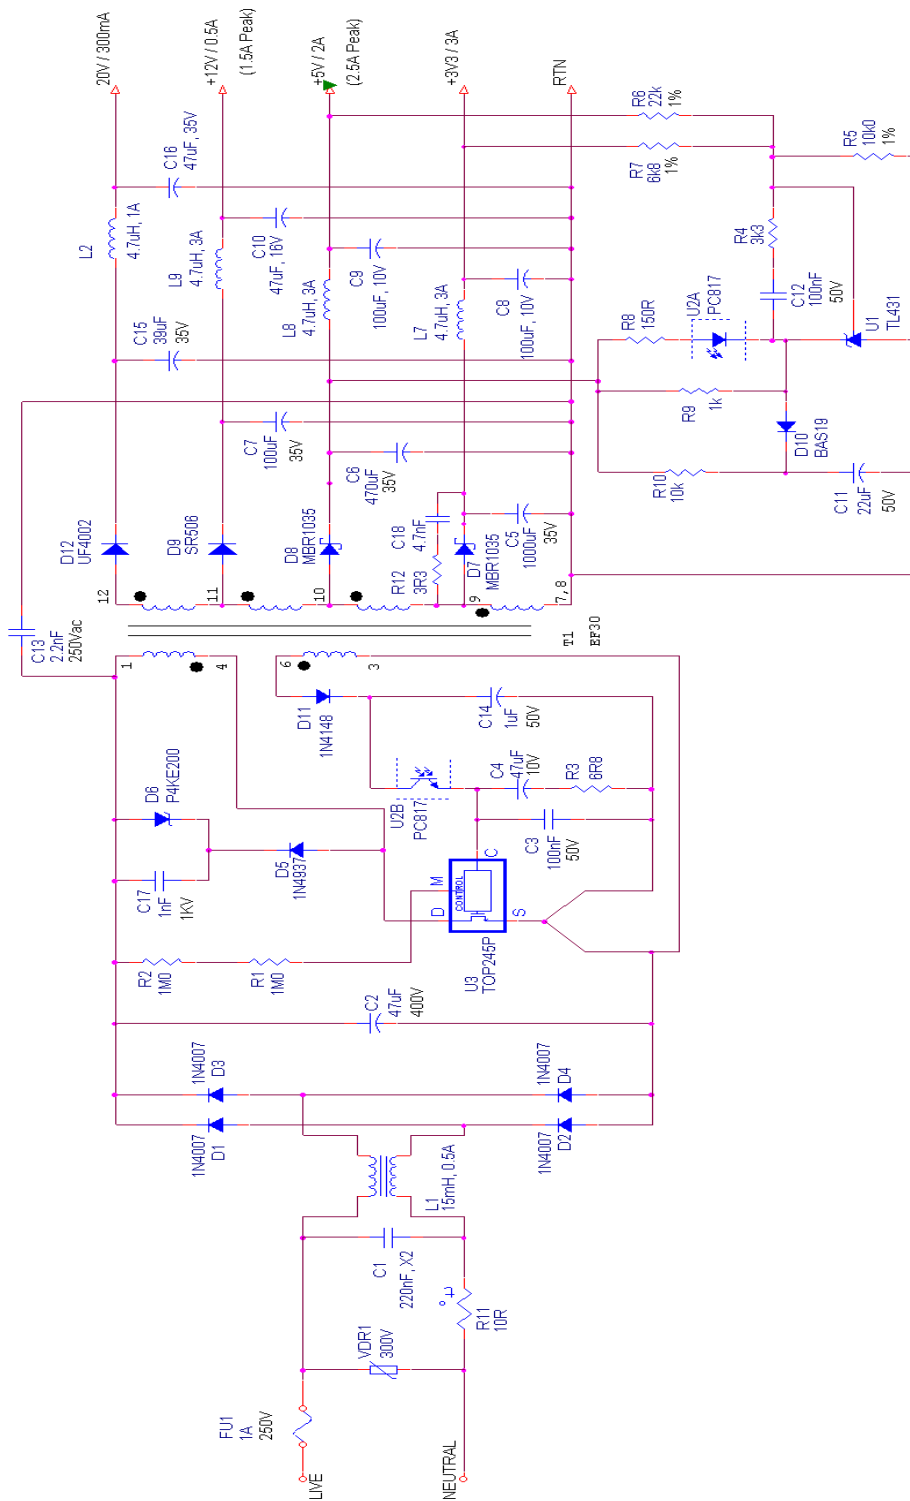 FU1
1A
250V
LIVE
NEUTRAL
VDR1
300V
R11
10R
t
°
C1
220nF, X2
L1
15mH, 0.5A
1N4007
D1
1N4007
D3
1N4007
D2
1N4007
D4
C2
47uF
400V
R2
1M0
R1
1M0
C17
1nF
1KV
D6
P4KE200
D5
1N4937
U3
TOP245P
CONTROL
D
M
S
C
C3
100nF
50V
C4
47uF
10V
R3
6R8
U2B
PC817
D11
1N4148
C14
1uF
50V
C13
2.2nF
250Vac
1
4
6
3
T1
EF30
12
11
10
9
7,8
D12
UF4002
D9
SR506
D8
MBR1035
D7
MBR1035
R12
3R3
C18
4.7nF
C5
1000uF
35V
C6
470uF
35V
C7
100uF
35V
C15
39uF
35V
L2
4.7uH, 1A
L9
4.7uH, 3A
L8
4.7uH, 3A
L7
4.7uH, 3A
C16
47uF, 35V
C10
47uF, 16V
C9
100uF, 10V
C8
100uF, 10V
20V / 300mA
+12V / 0.5A
(1.5A Peak)
+5V / 2A
(2.5A Peak)
+3V3 / 3A
RTN
R6
22k
1%
R7
6k8
1%
R5
10k0
1%
R4
3k3
C12
100nF
50V
U2A
PC817
R8
150R
R9
1k
R10
10k
D10
BAS19
C11
22uF
50V
U1
TL431